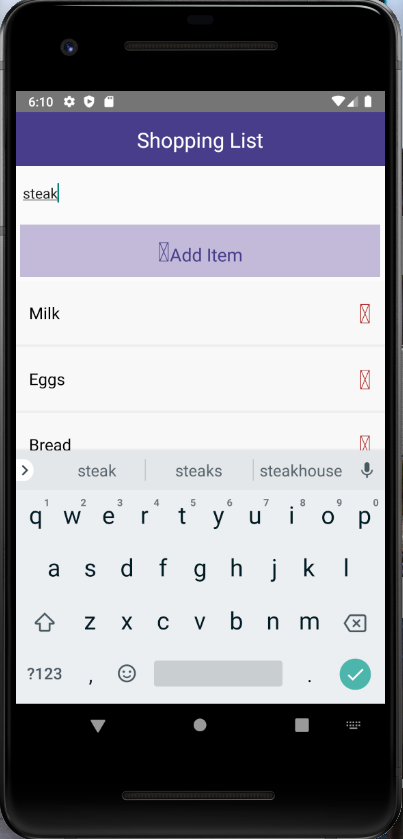 6:10
Shopping List
steak
Add Item
Milk
Eggs
Bread
steak steaks steakhouse
q1 w2 e3 r4 t5 y6 u7 i8 o9 p0
a s d f g h j k l
z x c v b n m
?123 , .